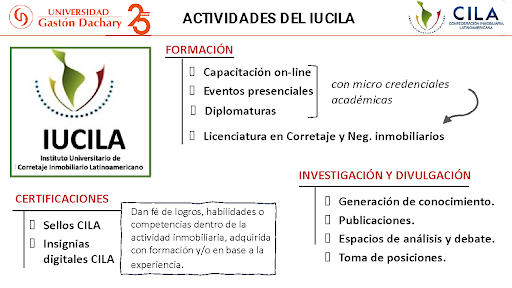 UNIVERSIDAD
Gastón Dachary
25
ACTIVIDADES DEL IUCILA
CILA
CONFEDERACIÓN INMOBILIARIA
LATINOAMERICANA
FORMACIÓN
Capacitación on-line
Eventos presenciales
Diplomaturas
con micro credenciales
académicas
Licenciatura en Corretaje y Neg. inmobiliarios
IUCILA
Instituto Universitario de
Corretaje Inmobiliario Latinoamericano
CERTIFICACIONES
Sellos CILA
Insignias
digitales CILA
Dan fé de logros, habilidades o
competencias dentro de la
actividad inmobiliaria, adquirida
con formación y/o en base a la
experiencia.
INVESTIGACIÓN Y DIVULGACIÓN
Generación de conocimiento.
Publicaciones.
Espacios de análisis y debate.
Toma de posiciones.